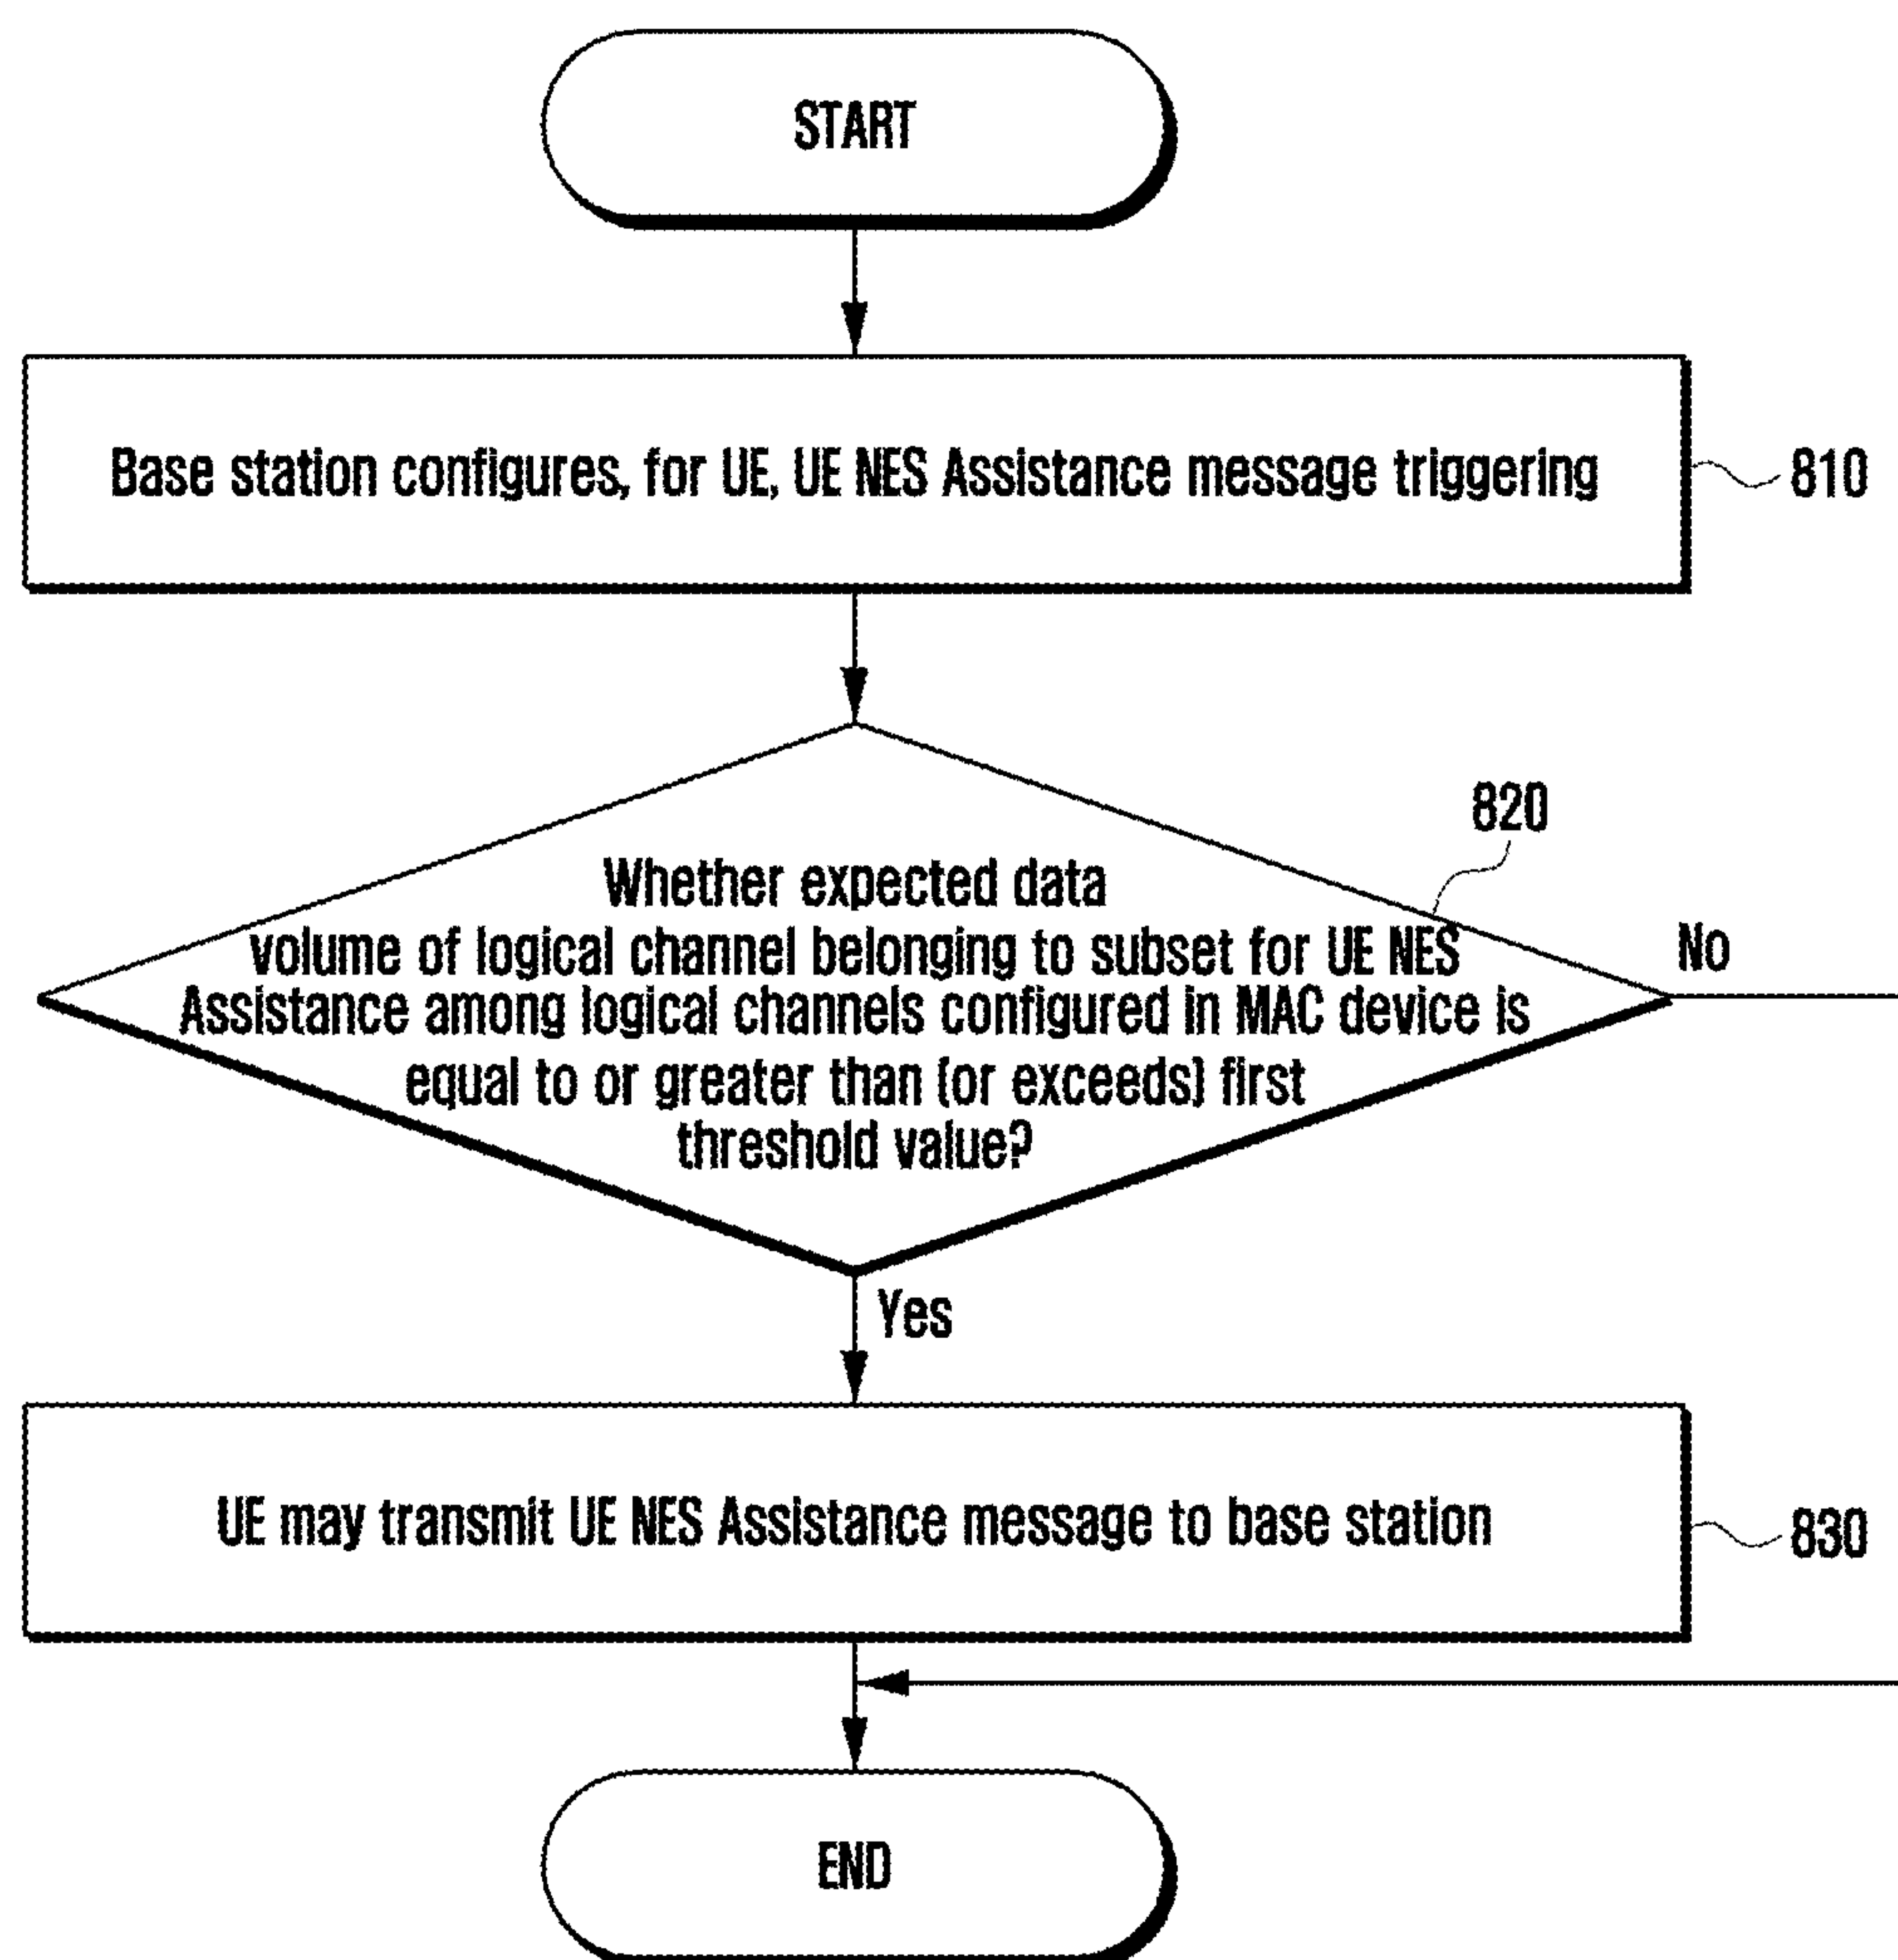 START
Base station configures, for UE, UE NES Assistance message triggering
810
820
Whether expected data
volume of logical channel belonging to subset for UE NES
Assistance among logical channels configured in MAC device is
equal to or greater than (or exceeds) first
threshold value?
No
Yes
UE may transmit UE NES Assistance message to base station
830
END